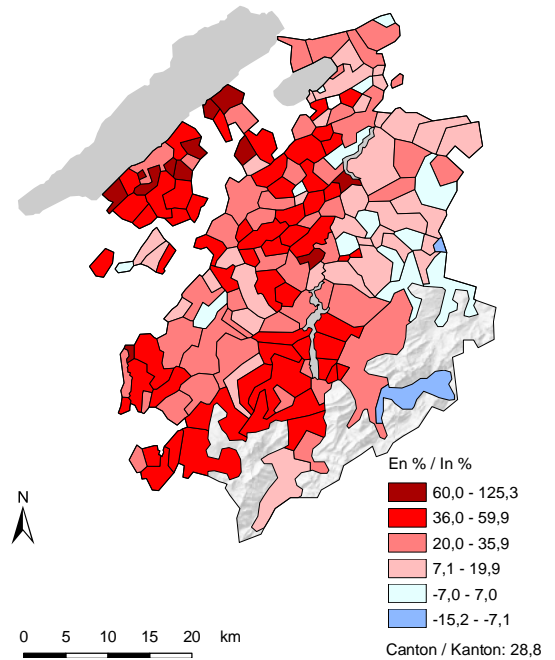 En % / In %
60,0 - 125,3
36,0 - 59,9
20,0 - 35,9
7,1 - 19,9
-7,0 - 7,0
-15,2 - -7,1
Canton / Kanton: 28,8
N
0 5 10 15 20 km